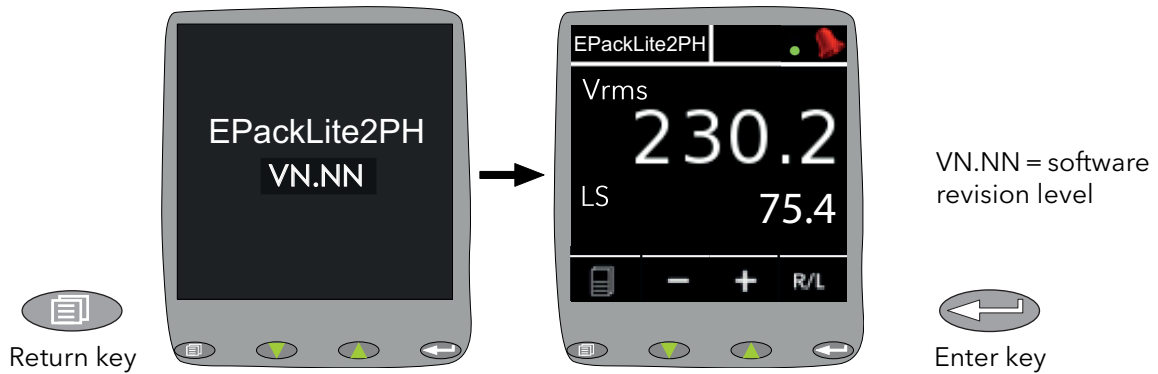 EPackLite2PH
VN.NN
EPackLite2PH
Vrms
230.2
LS
75.4
R/L
VN.NN = software
revision level
Return key
Enter key